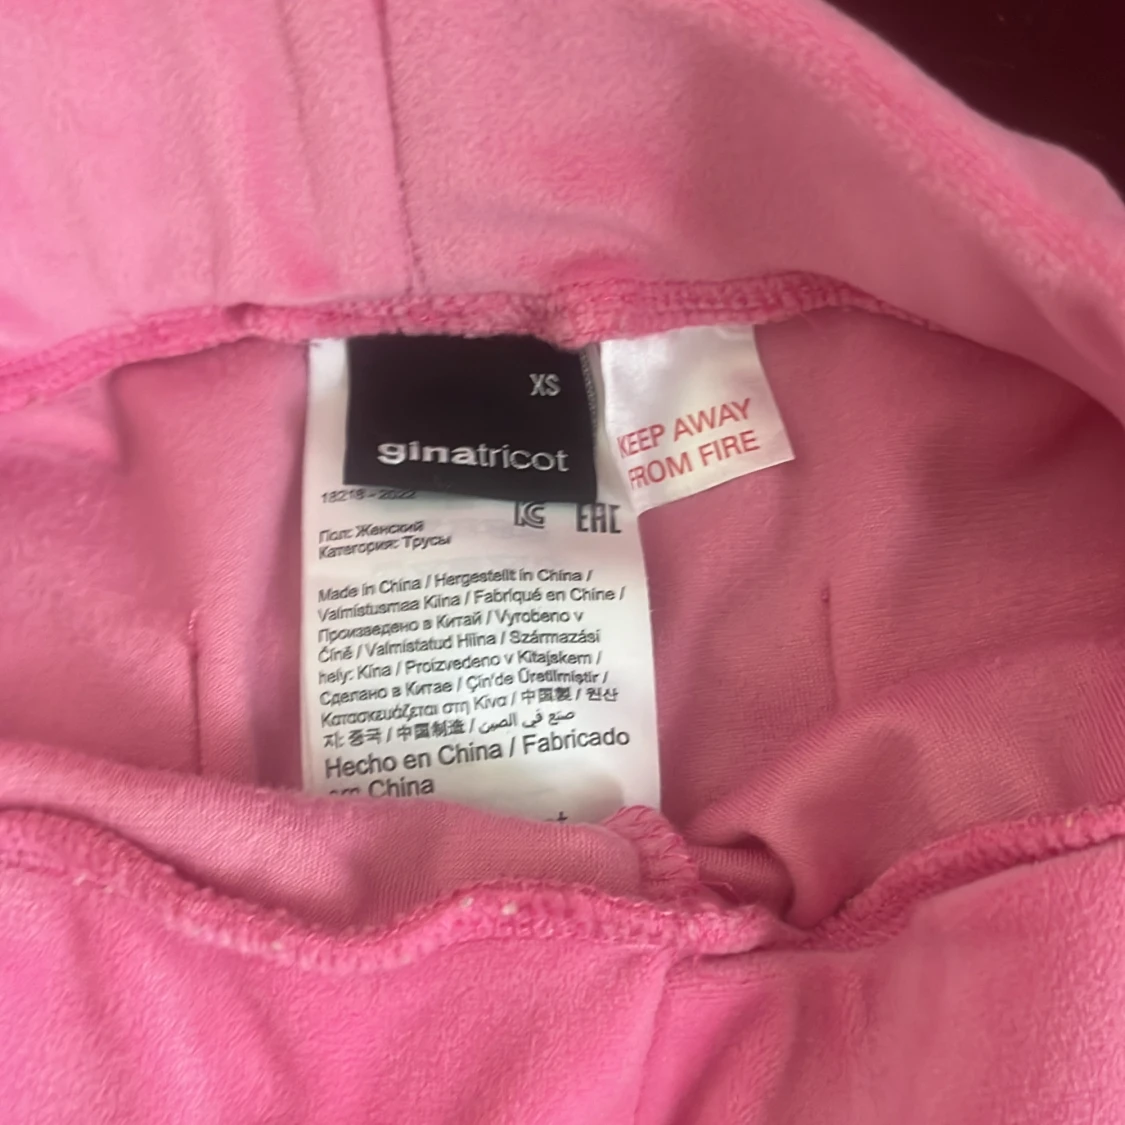 XS
ginatricot
KEEP AWAY
FROM FIRE
18218 - 2022
EAC
Пол: Женский
Категория: Трусы
Made in China / Hergestellt in China /
Valmistusmaa Kiina / Fabriqué en Chine /
Произведено в Китай / Vyrobeno v
Číně / Valmistatud Hiina / Származási
hely: Kína / Proizvedeno v Kitajskem /
Сделано в Китае / Çin'de Üretilmiştir /
Κατασκευάζεται στη Κίνα / 中国製 / 원산
지: 중국 / 中国制造 / صنع في الصين
Hecho en China / Fabricado
em China